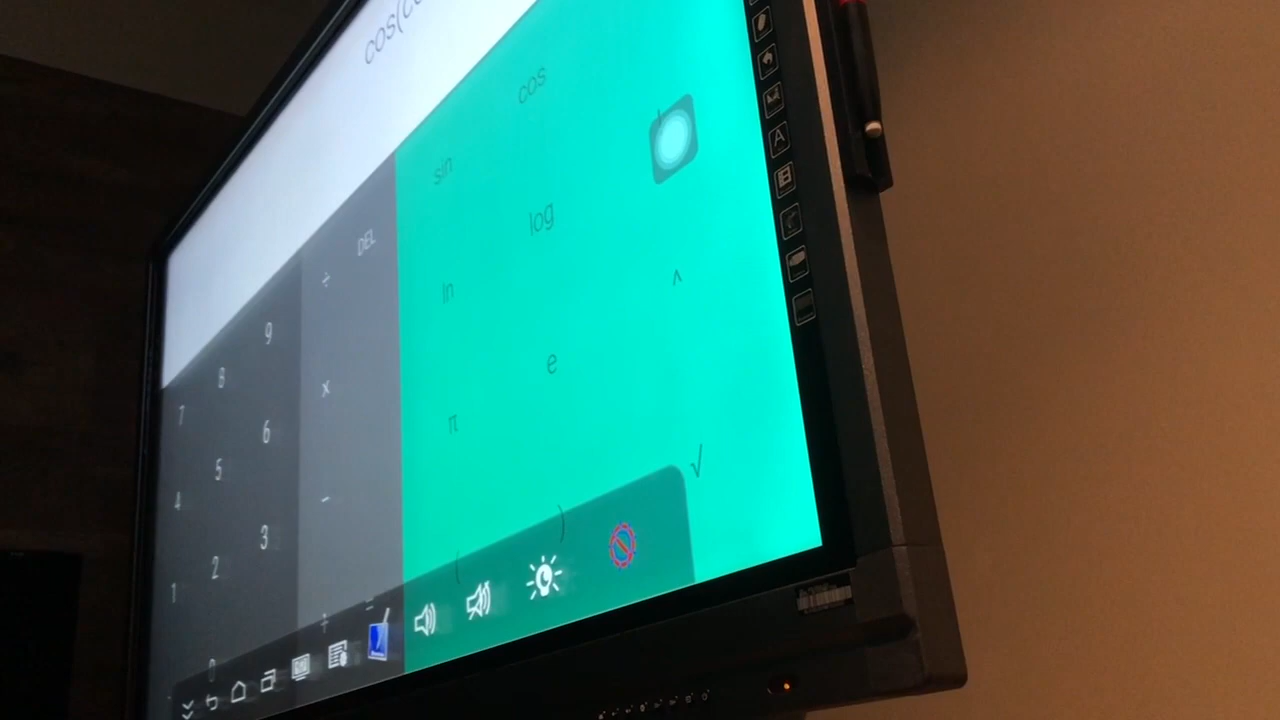 cos(c
cos
sin
log
DEL
÷
ln
^
9
8
7
×
e
π
6
5
4
−
√
3
)
2
(
1
+
=
0
A